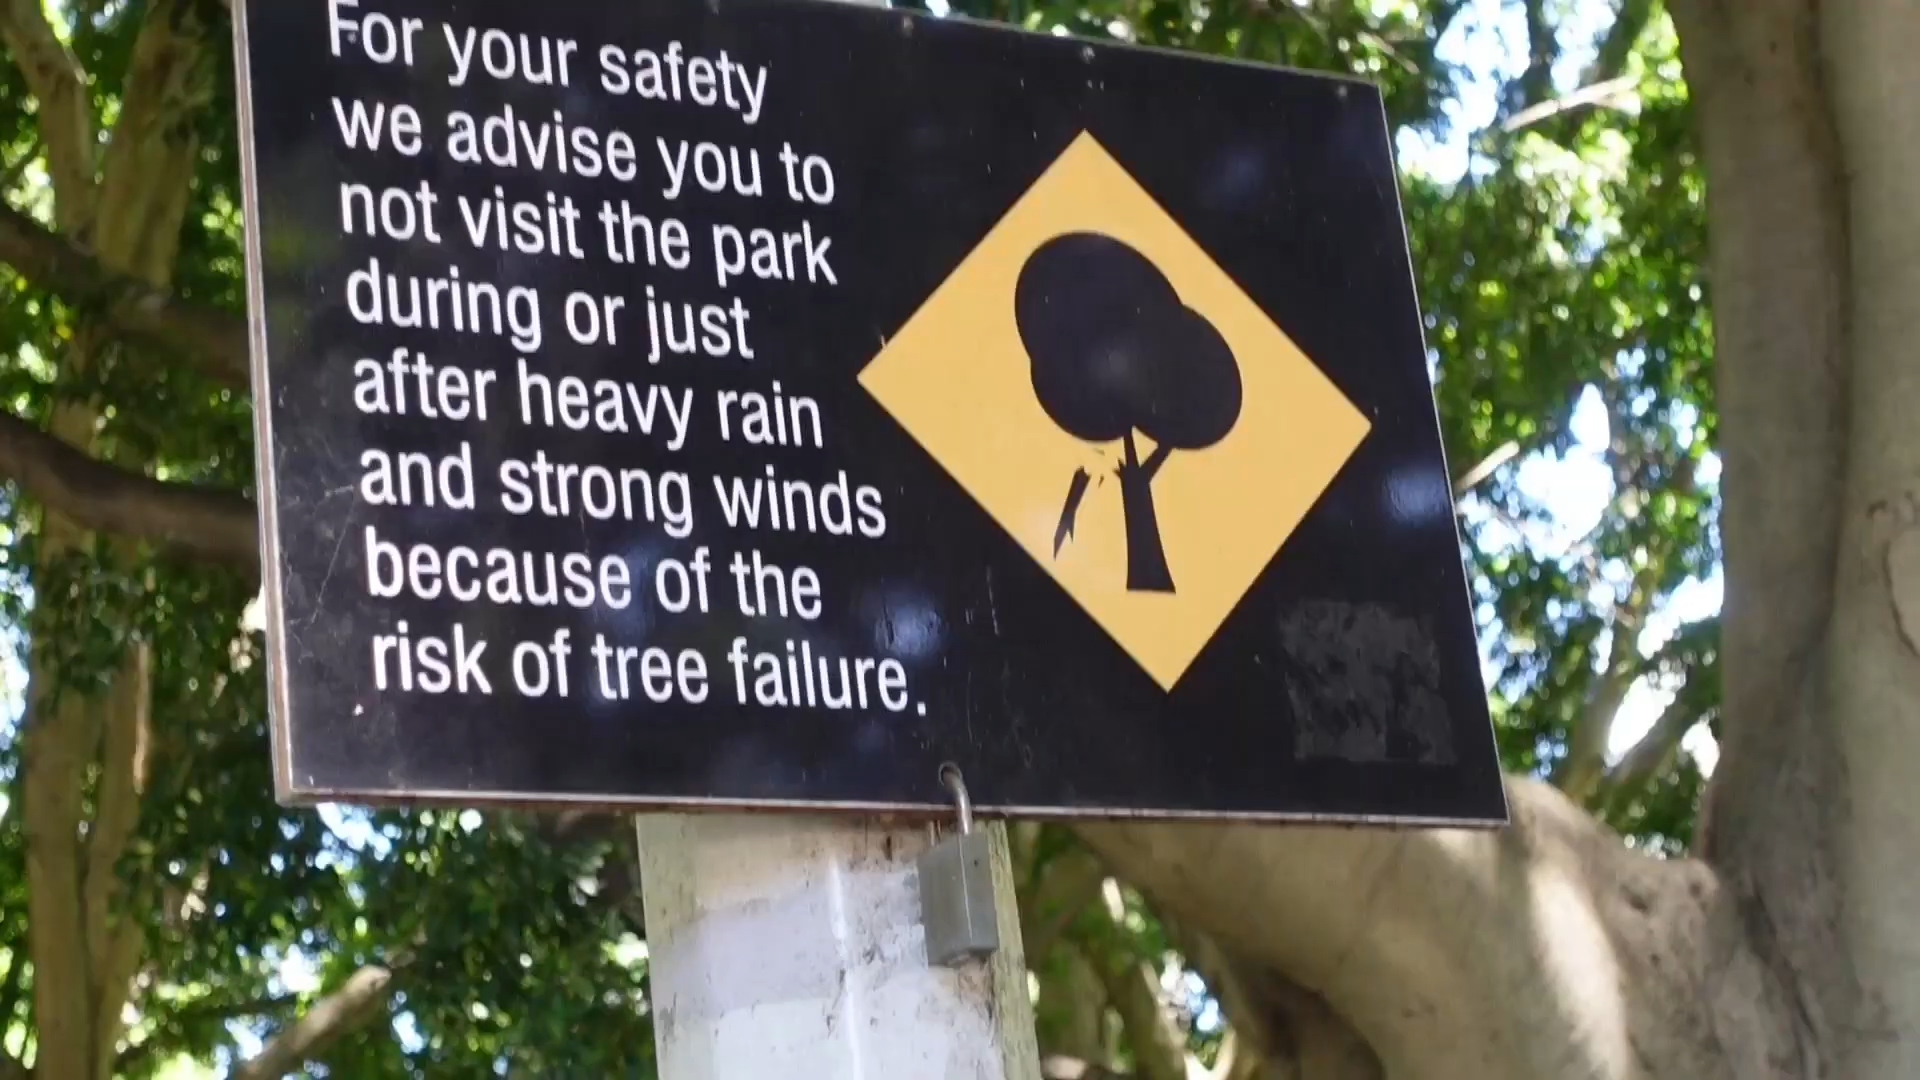 For your safety
we advise you to
not visit the park
during or just
after heavy rain
and strong winds
because of the
risk of tree failure.